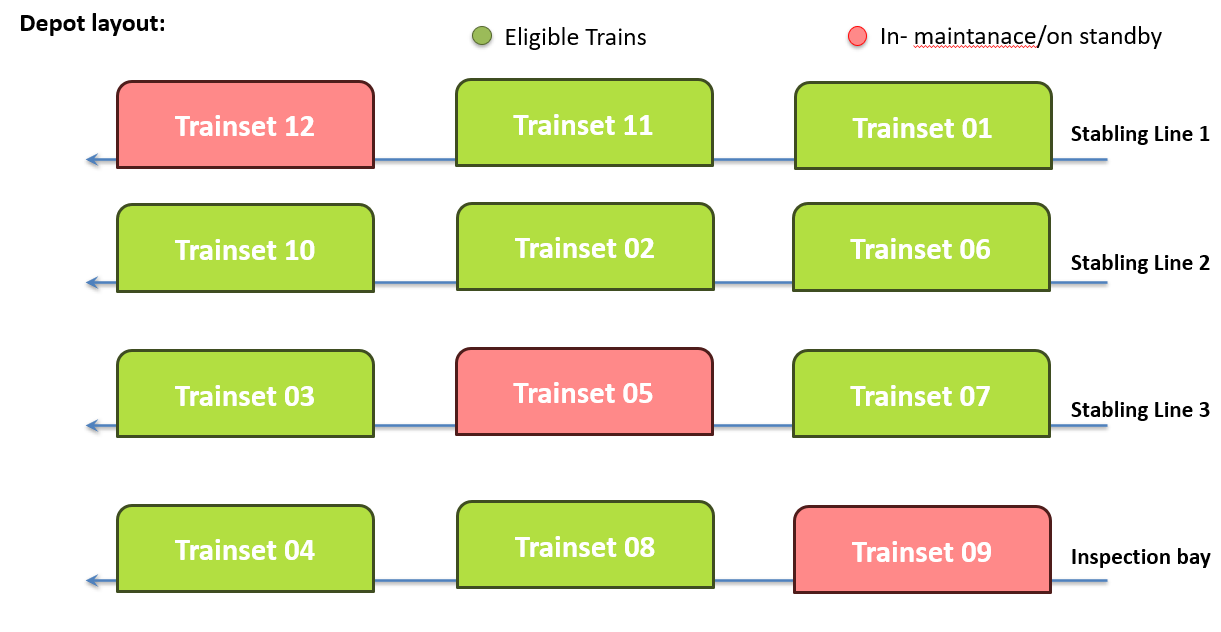 Depot layout:
Eligible Trains
In- maintanace/on standby
Trainset 12
Trainset 11
Trainset 01
Stabling Line 1
Trainset 10
Trainset 02
Trainset 06
Stabling Line 2
Trainset 03
Trainset 05
Trainset 07
Stabling Line 3
Trainset 04
Trainset 08
Trainset 09
Inspection bay